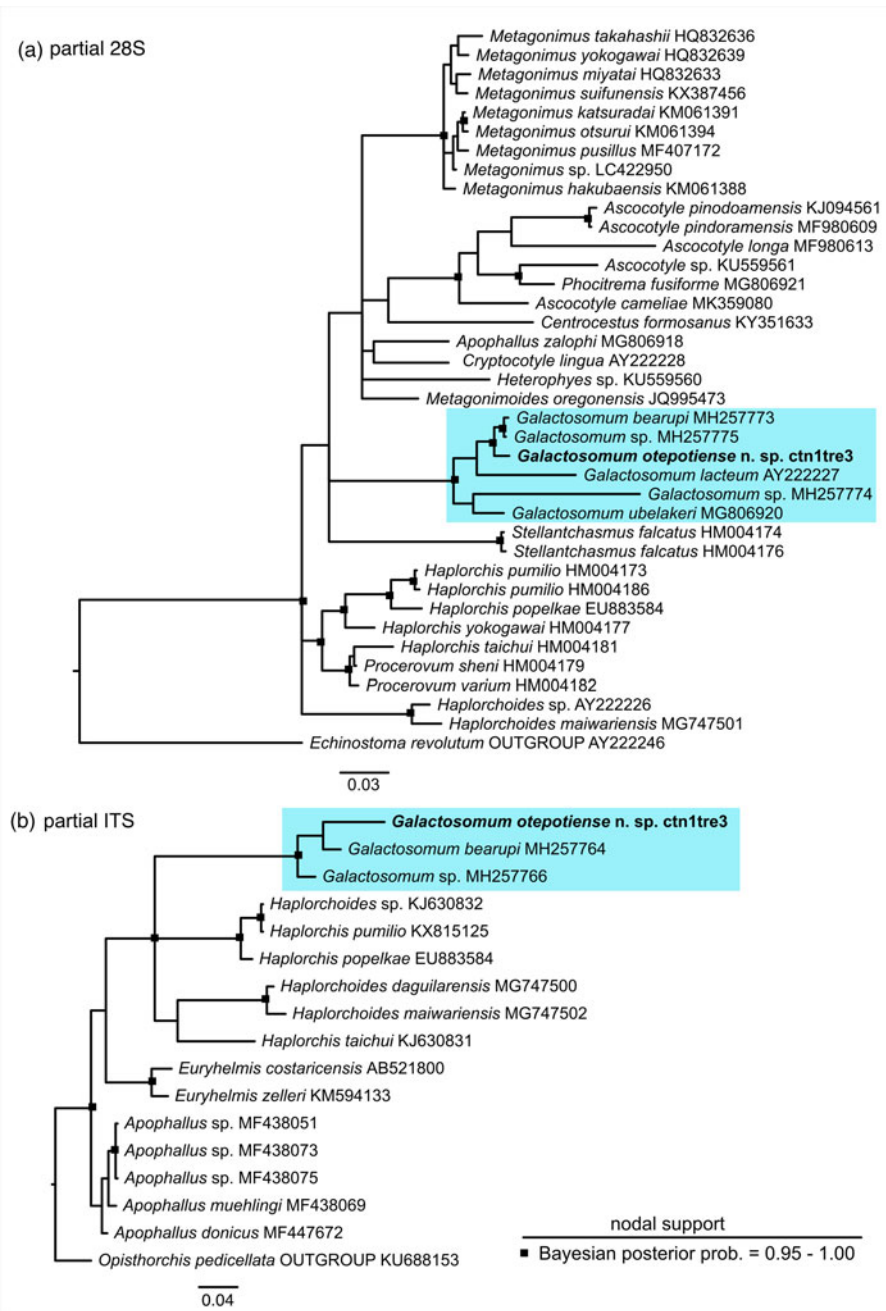 (a) partial 28S
Metagonimus takahashii HQ832636
Metagonimus yokogawai HQ832639
Metagonimus miyatai HQ832633
Metagonimus suifunensis KX387456
Metagonimus katsuradai KM061391
Metagonimus otsurui KM061394
Metagonimus pusillus MF407172
Metagonimus sp. LC422950
Metagonimus hakubaensis KM061388
Ascocotyle pinodoamensis KJ094561
Ascocotyle pindoramensis MF980609
Ascocotyle longa MF980613
Ascocotyle sp. KU559561
Phocitrema fusiforme MG806921
Ascocotyle cameliae MK359080
Centrocestus formosanus KY351633
Apophallus zalophi MG806918
Cryptocotyle lingua AY222228
Heterophyes sp. KU559560
Metagonimoides oregonensis JQ995473
Galactosomum bearupi MH257773
Galactosomum sp. MH257775
Galactosomum otepotiense n. sp. ctn1tre3
Galactosomum lacteum AY222227
Galactosomum sp. MH257774
Galactosomum ubelakeri MG806920
Stellantchasmus falcatus HM004174
Stellantchasmus falcatus HM004176
Haplorchis pumilio HM004173
Haplorchis pumilio HM004186
Haplorchis popelkae EU883584
Haplorchis yokogawai HM004177
Haplorchis taichui HM004181
Procerovum sheni HM004179
Procerovum varium HM004182
Haplorchoides sp. AY222226
Haplorchoides maiwariensis MG747501
Echinostoma revolutum OUTGROUP AY222246
0.03
(b) partial ITS
Galactosomum otepotiense n. sp. ctn1tre3
Galactosomum bearupi MH257764
Galactosomum sp. MH257766
Haplorchoides sp. KJ630832
Haplorchis pumilio KX815125
Haplorchis popelkae EU883584
Haplorchoides daguilarensis MG747500
Haplorchoides maiwariensis MG747502
Haplorchis taichui KJ630831
Euryhelmis costaricensis AB521800
Euryhelmis zelleri KM594133
Apophallus sp. MF438051
Apophallus sp. MF438073
Apophallus sp. MF438075
Apophallus muehlingi MF438069
Apophallus donicus MF447672
Opisthorchis pedicellata OUTGROUP KU688153
0.04
nodal support
Bayesian posterior prob. = 0.95 - 1.00